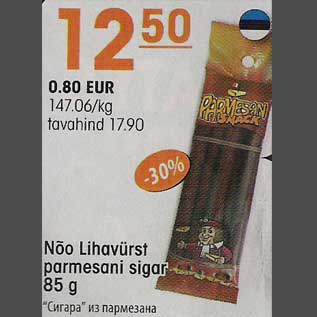 12 50
0.80 EUR
147.06/kg
tavahind 17.90
PARMESAN
SNACK
-30%
Nõo Lihavürst
parmesani sigar
85 g
"Сигара" из пармезана